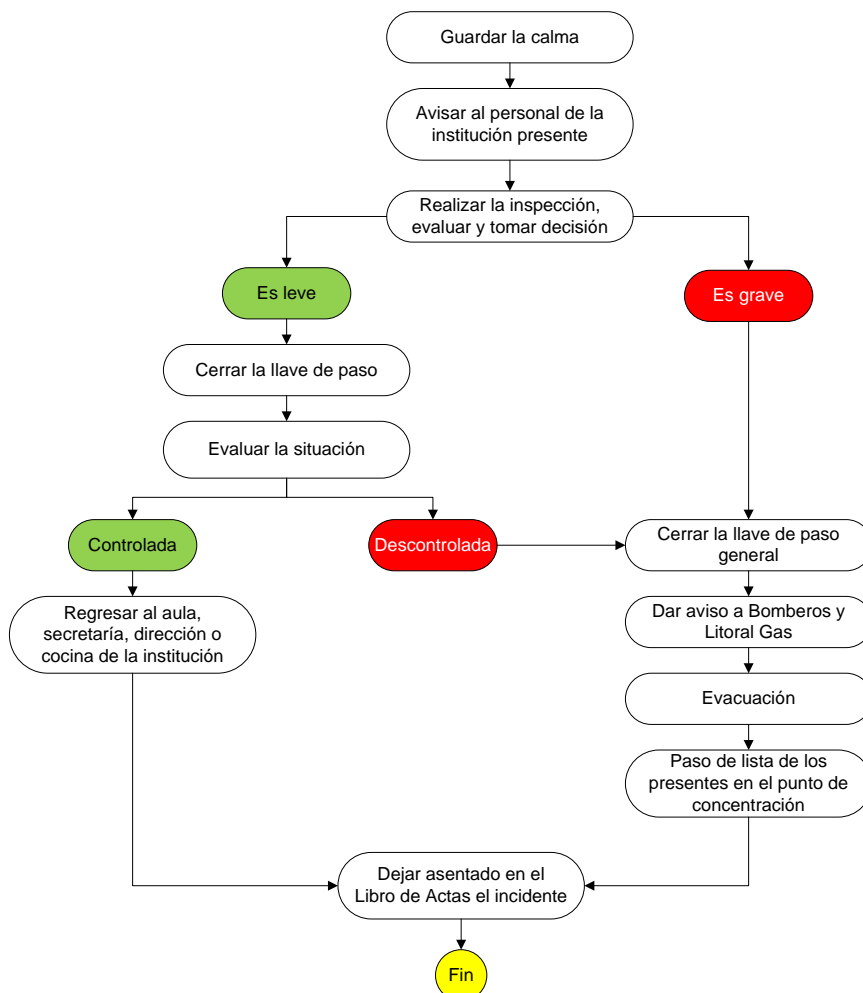 Guardar la calma
Avisar al personal de la
institución presente
Realizar la inspección,
evaluar y tomar decisión
Es leve
Es grave
Cerrar la llave de paso
Evaluar la situación
Controlada
Descontrolada
Cerrar la llave de paso
general
Regresar al aula,
secretaría, dirección o
cocina de la institución
Dar aviso a Bomberos y
Litoral Gas
Evacuación
Paso de lista de los
presentes en el punto de
concentración
Dejar asentado en el
Libro de Actas el incidente
Fin